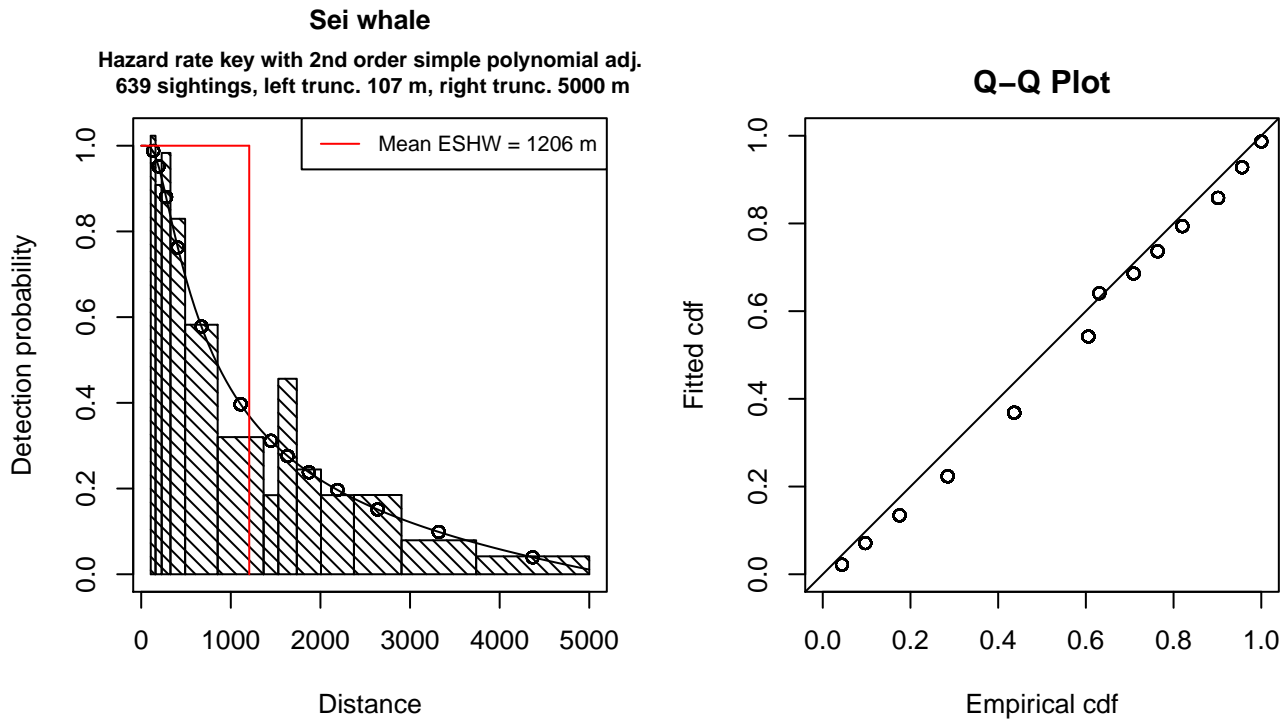 Sei whale
Hazard rate key with 2nd order simple polynomial adj.
639 sightings, left trunc. 107 m, right trunc. 5000 m
Mean ESHW = 1206 m
Detection probability
0.0 0.2 0.4 0.6 0.8 1.0
0 1000 2000 3000 4000 5000
Distance
Q−Q Plot
Fitted cdf
0.0 0.2 0.4 0.6 0.8 1.0
0.0 0.2 0.4 0.6 0.8 1.0
Empirical cdf